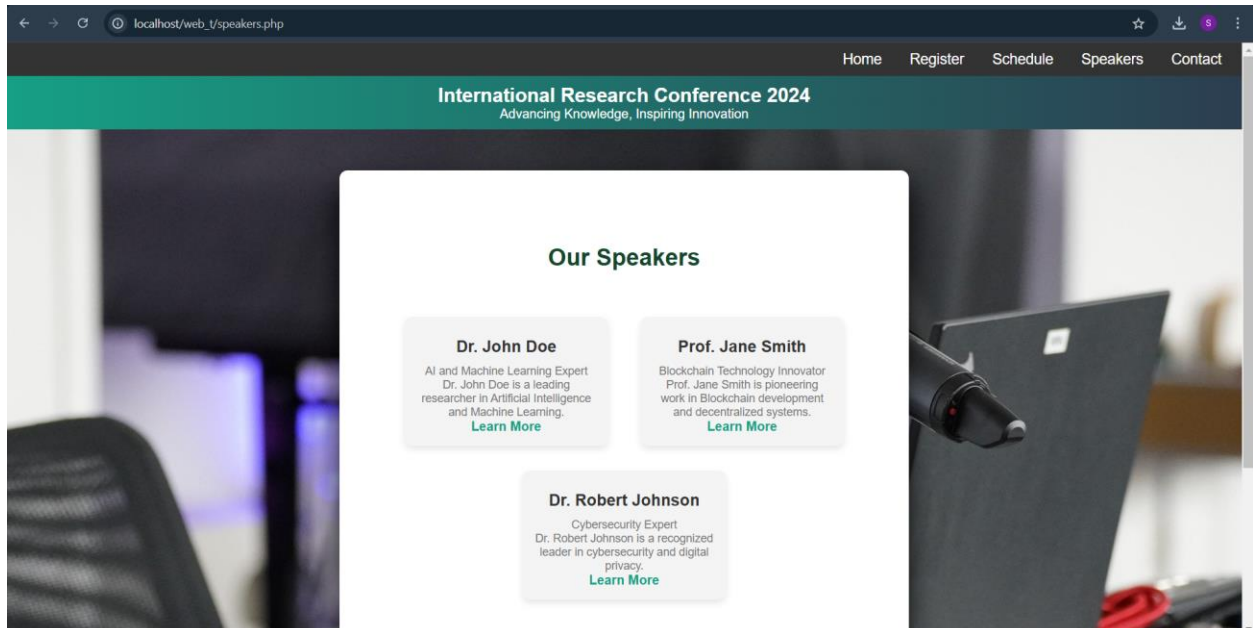 localhost/web_t/speakers.php
S
Home Register Schedule Speakers Contact
International Research Conference 2024
Advancing Knowledge, Inspiring Innovation
Our Speakers
Dr. John Doe
AI and Machine Learning Expert
Dr. John Doe is a leading
researcher in Artificial Intelligence
and Machine Learning.
Learn More
Prof. Jane Smith
Blockchain Technology Innovator
Prof. Jane Smith is pioneering
work in Blockchain development
and decentralized systems.
Learn More
Dr. Robert Johnson
Cybersecurity Expert
Dr. Robert Johnson is a recognized
leader in cybersecurity and digital
privacy.
Learn More